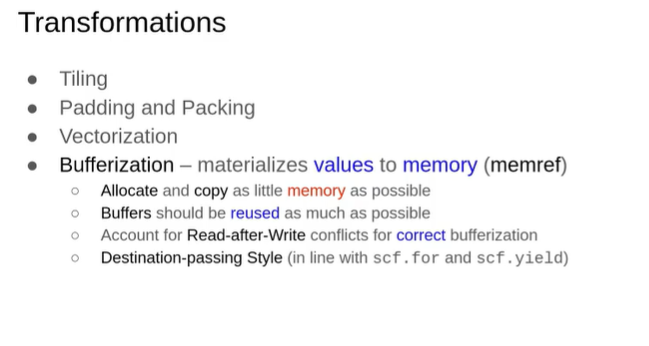 Transformations
● Tiling
● Padding and Packing
● Vectorization
● Bufferization – materializes values to memory (memref)
○ Allocate and copy as little memory as possible
○ Buffers should be reused as much as possible
○ Account for Read-after-Write conflicts for correct bufferization
○ Destination-passing Style (in line with scf.for and scf.yield)